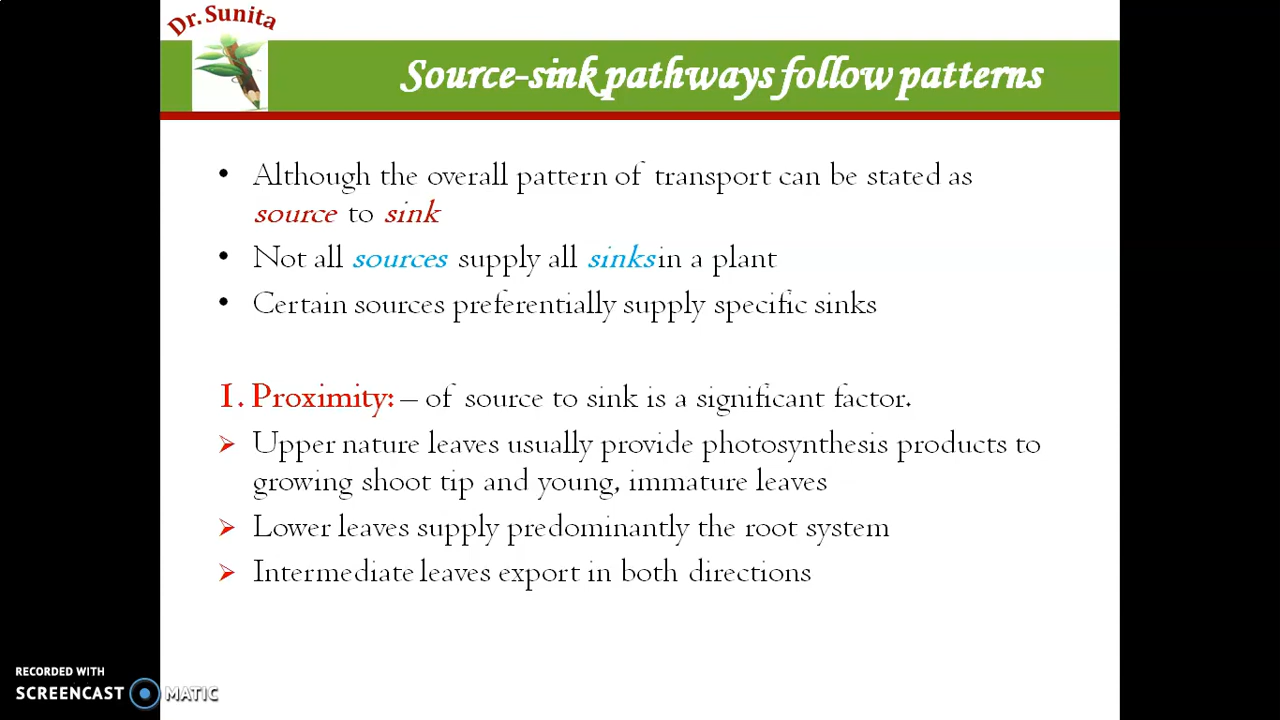 Dr. Sunita
Source-sink pathways follow patterns
• Although the overall pattern of transport can be stated as
source to sink
• Not all sources supply all sinks in a plant
• Certain sources preferentially supply specific sinks
1. Proximity: – of source to sink is a significant factor.
➢ Upper nature leaves usually provide photosynthesis products to
growing shoot tip and young, immature leaves
➢ Lower leaves supply predominantly the root system
➢ Intermediate leaves export in both directions
RECORDED WITH
SCREENCAST MATIC